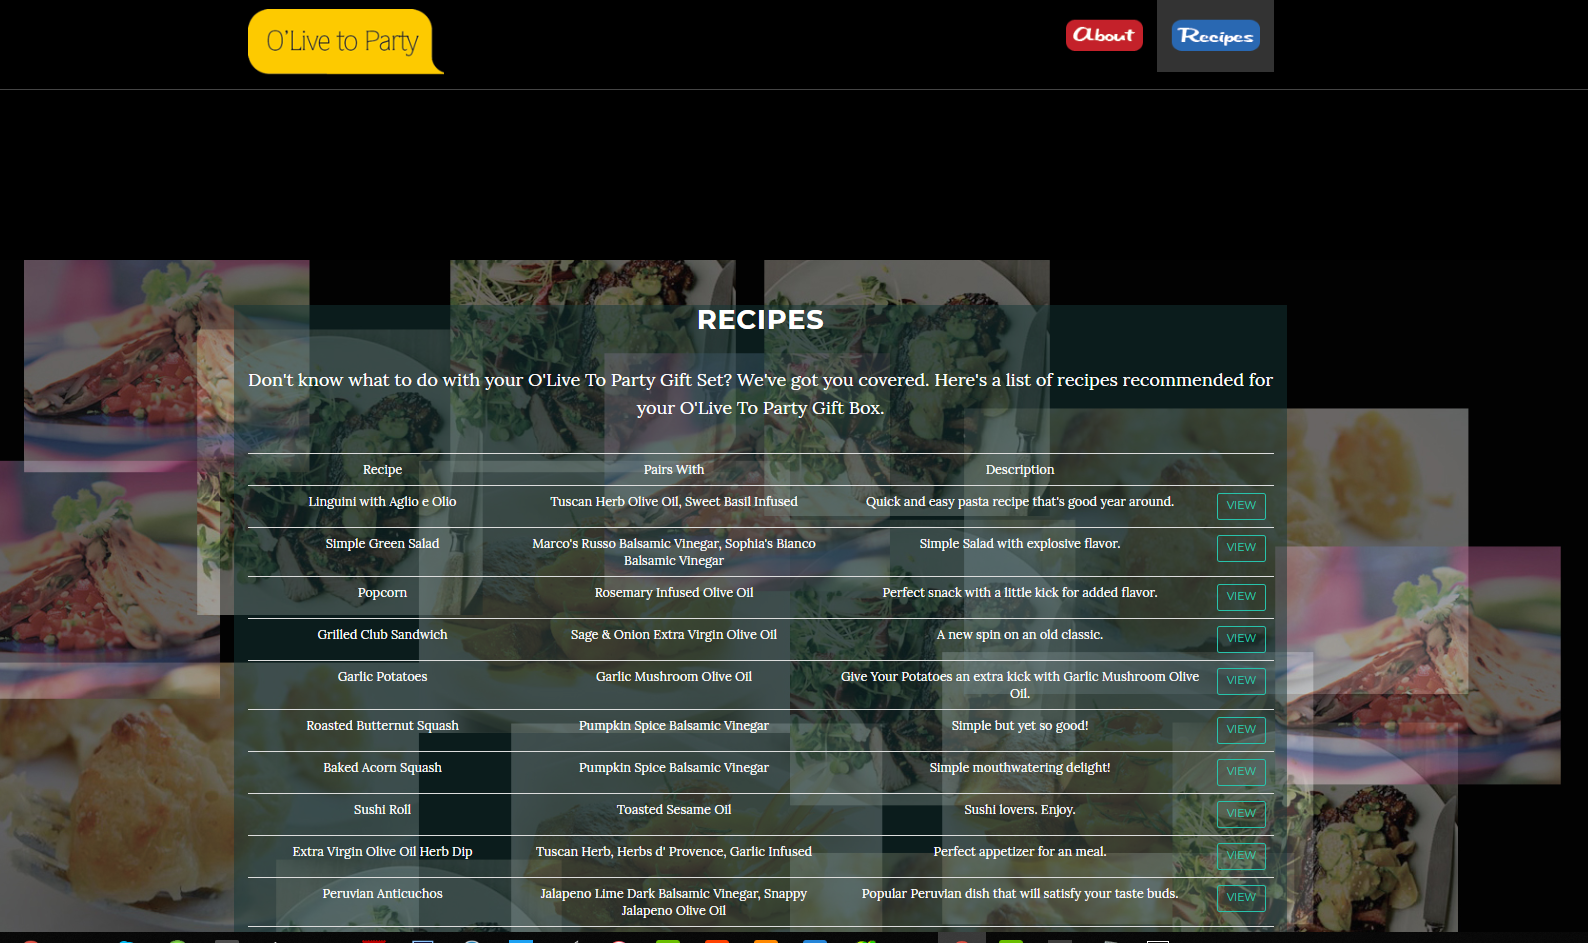 O'Live to Party
About
Recipes
RECIPES
Don't know what to do with your O'Live To Party Gift Set? We've got you covered. Here's a list of recipes recommended for
your O'Live To Party Gift Box.
Recipe Pairs With Description
Linguini with Aglio e Olio Tuscan Herb Olive Oil, Sweet Basil Infused Quick and easy pasta recipe that's good year around. VIEW
Simple Green Salad Marco's Russo Balsamic Vinegar, Sophia's Bianco Simple Salad with explosive flavor. VIEW
Balsamic Vinegar
Popcorn Rosemary Infused Olive Oil Perfect snack with a little kick for added flavor. VIEW
Grilled Club Sandwich Sage & Onion Extra Virgin Olive Oil A new spin on an old classic. VIEW
Garlic Potatoes Garlic Mushroom Olive Oil Give Your Potatoes an extra kick with Garlic Mushroom Olive VIEW
Oil.
Roasted Butternut Squash Pumpkin Spice Balsamic Vinegar Simple but yet so good! VIEW
Baked Acorn Squash Pumpkin Spice Balsamic Vinegar Simple mouthwatering delight! VIEW
Sushi Roll Toasted Sesame Oil Sushi lovers. Enjoy. VIEW
Extra Virgin Olive Oil Herb Dip Tuscan Herb, Herbs d' Provence, Garlic Infused Perfect appetizer for an meal. VIEW
Peruvian Anticuchos Jalapeno Lime Dark Balsamic Vinegar, Snappy Popular Peruvian dish that will satisfy your taste buds. VIEW
Jalapeno Olive Oil